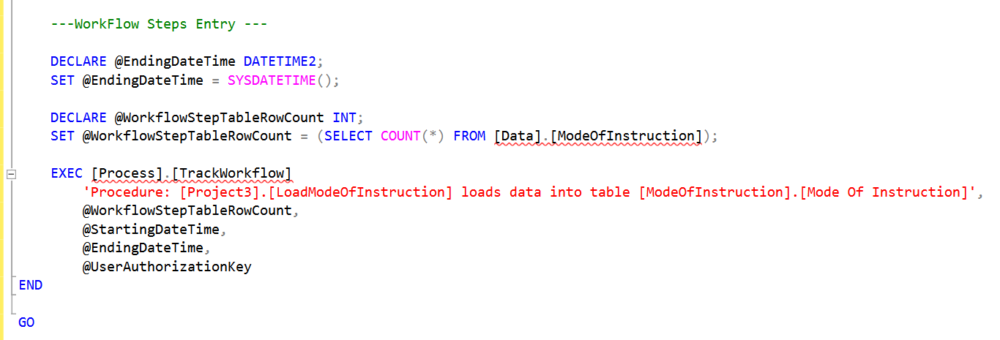 ---WorkFlow Steps Entry ---
DECLARE @EndingDateTime DATETIME2;
SET @EndingDateTime = SYSDATETIME();
DECLARE @WorkflowStepTableRowCount INT;
SET @WorkflowStepTableRowCount = (SELECT COUNT(*) FROM [Data].[ModeOfInstruction]);
EXEC [Process].[TrackWorkflow]
'Procedure: [Project3].[LoadModeOfInstruction] loads data into table [ModeOfInstruction].[Mode Of Instruction]',
@WorkflowStepTableRowCount,
@StartingDateTime,
@EndingDateTime,
@UserAuthorizationKey
END
GO